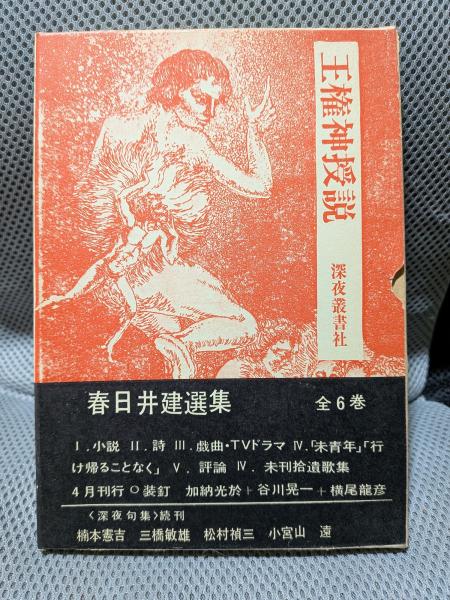 王権神授説
深夜叢書社
春日井建選集 全6巻
I.小説 II.詩 III.戯曲・TVドラマ IV.「未青年」「行
け帰ることなく」 V.評論 IV.未刊拾遺歌集
4月刊行○装釘 加納光於+谷川晃一+横尾龍彦
〈深夜句集〉続刊
楠本憲吉 三橋敏雄 松村禎三 小宮山遠